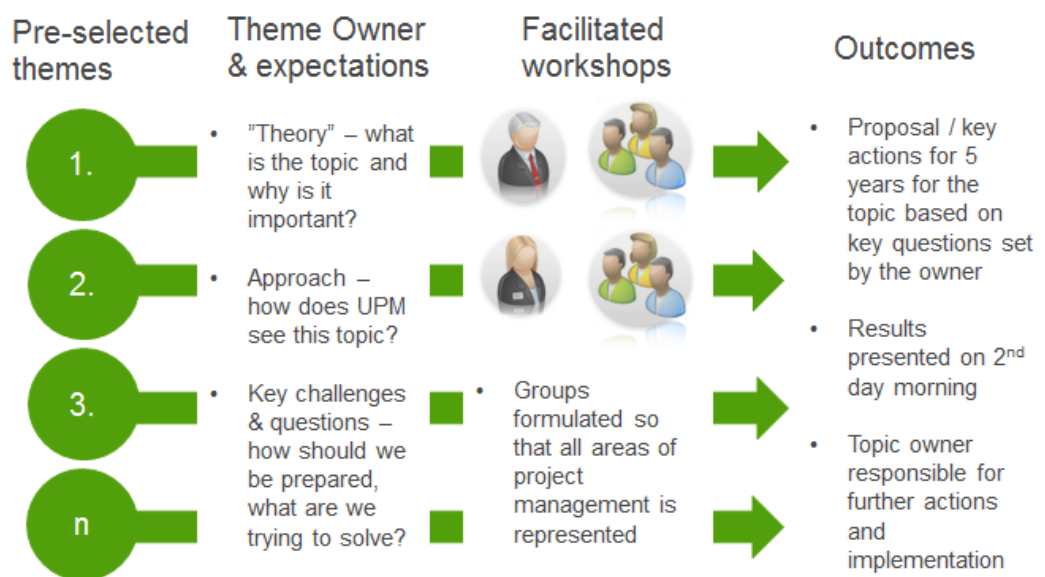 Pre-selected
themes
1.
2.
3.
n
Theme Owner
& expectations
• ”Theory” – what
is the topic and
why is it
important?
• Approach –
how does UPM
see this topic?
• Key challenges
& questions –
how should we
be prepared,
what are we
trying to solve?
Facilitated
workshops
• Groups
formulated so
that all areas of
project
management is
represented
Outcomes
• Proposal / key
actions for 5
years for the
topic based on
key questions set
by the owner
• Results
presented on 2nd
day morning
• Topic owner
responsible for
further actions
and
implementation